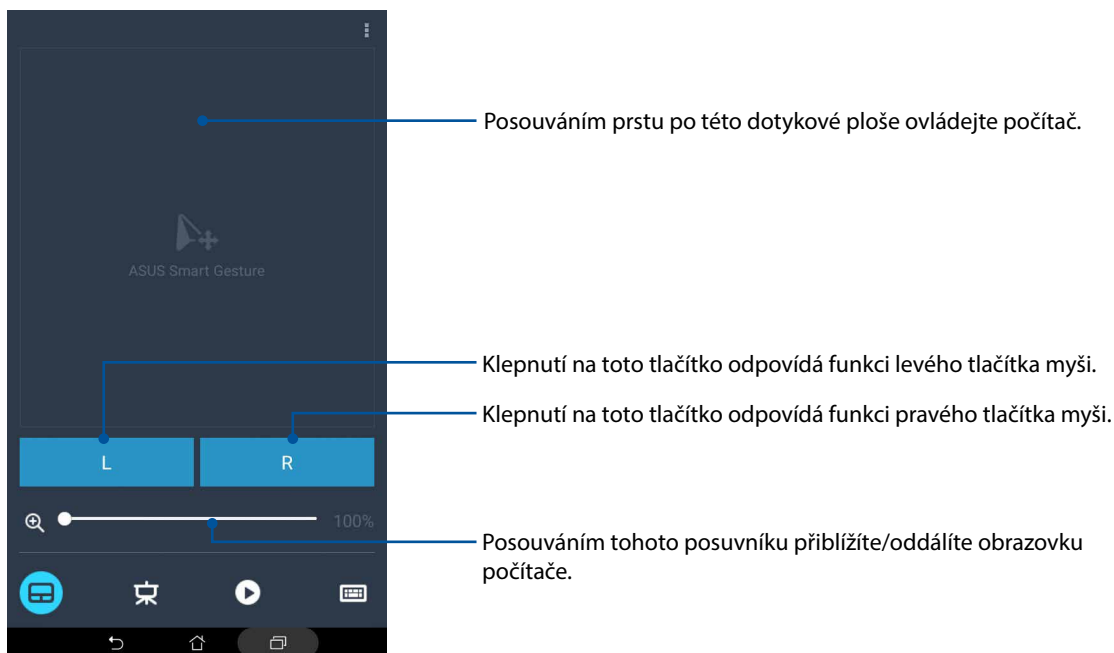 Posouváním prstu po této dotykové ploše ovládejte počítač.
ASUS Smart Gesture
Klepnutí na toto tlačítko odpovídá funkci levého tlačítka myši.
Klepnutí na toto tlačítko odpovídá funkci pravého tlačítka myši.
L
R
100%
Posouváním tohoto posuvníku přiblížíte/oddálíte obrazovku
počítače.